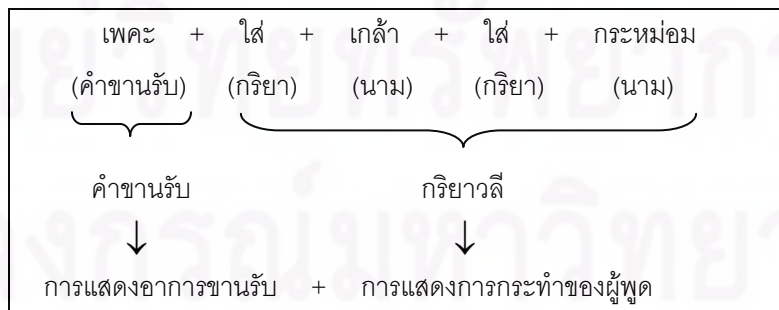 เพคะ + ใส่ + เกล้า + ใส่ + กระหม่อม
(คำขานรับ) (กริยา) (นาม) (กริยา) (นาม)
คำขานรับ กริยาวลี
↓ ↓
การแสดงอาการขานรับ + การแสดงการกระทำของผู้พูด